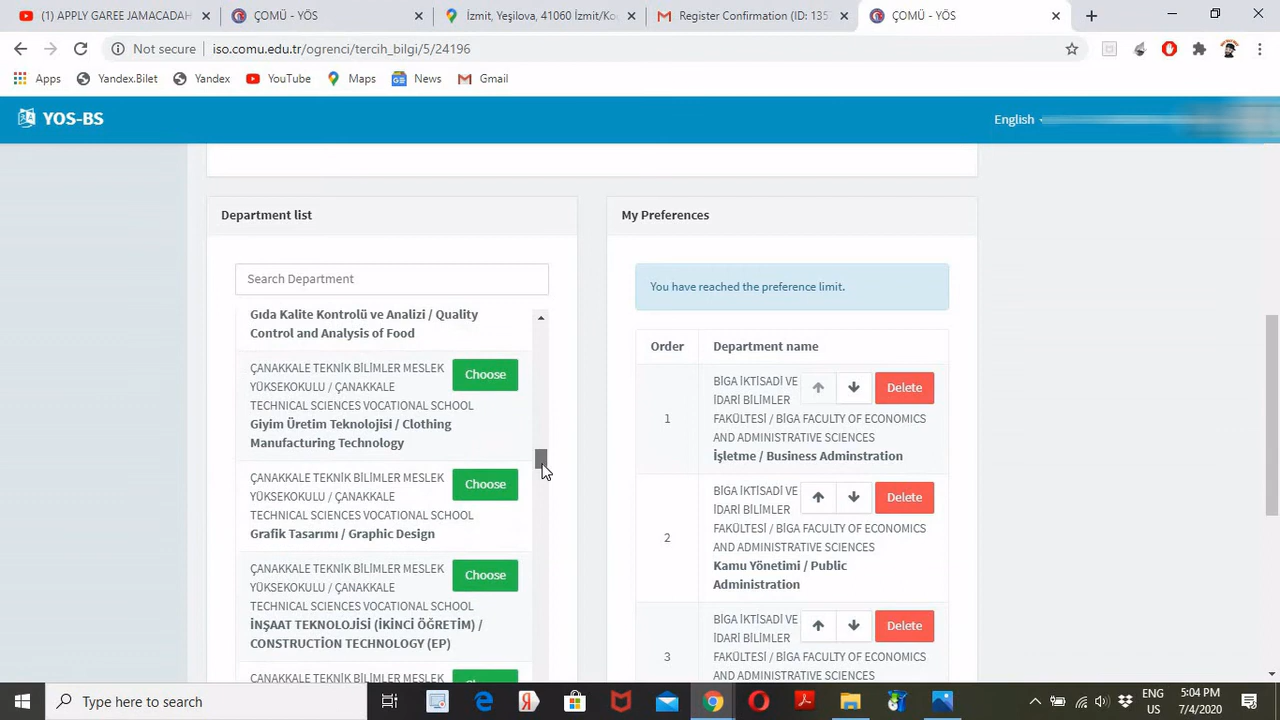 (1) APPLY GAREE JAMACADAH
ÇOMÜ - YÖS
İzmit, Yeşilova, 41060 İzmit/Ko
Register Confirmation (ID: 135
ÇOMÜ - YÖS
Not secure
iso.comu.edu.tr/ogrenci/tercih_bilgi/5/24196
Apps
Yandex.Bilet
Yandex
YouTube
Maps
News
Gmail
YOS-BS
English
Department list
Search Department
Gıda Kalite Kontrolü ve Analizi / Quality
Control and Analysis of Food
ÇANAKKALE TEKNİK BİLİMLER MESLEK
YÜKSEKOKULU / ÇANAKKALE
TECHNICAL SCIENCES VOCATIONAL SCHOOL
Choose
Giyim Üretim Teknolojisi / Clothing
Manufacturing Technology
ÇANAKKALE TEKNİK BİLİMLER MESLEK
YÜKSEKOKULU / ÇANAKKALE
TECHNICAL SCIENCES VOCATIONAL SCHOOL
Choose
Grafik Tasarımı / Graphic Design
ÇANAKKALE TEKNİK BİLİMLER MESLEK
YÜKSEKOKULU / ÇANAKKALE
TECHNICAL SCIENCES VOCATIONAL SCHOOL
Choose
İNŞAAT TEKNOLOJİSİ (İKİNCİ ÖĞRETİM) /
CONSTRUCTİON TECHNOLOGY (EP)
ÇANAKKALE TEKNİK BİLİMLER MESLEK
Choose
My Preferences
You have reached the preference limit.
Order
Department name
1
BİGA İKTİSADİ VE
İDARİ BİLİMLER
FAKÜLTESİ / BİGA FACULTY OF ECONOMICS
AND ADMINISTRATIVE SCIENCES
İşletme / Business Adminstration
Delete
2
BİGA İKTİSADİ VE
İDARİ BİLİMLER
FAKÜLTESİ / BİGA FACULTY OF ECONOMICS
AND ADMINISTRATIVE SCIENCES
Kamu Yönetimi / Public
Administration
Delete
3
BİGA İKTİSADİ VE
İDARİ BİLİMLER
FAKÜLTESİ / BİGA FACULTY OF ECONOMICS
AND ADMINISTRATIVE SCIENCES
Delete
Type here to search
ENG
US
5:04 PM
7/4/2020